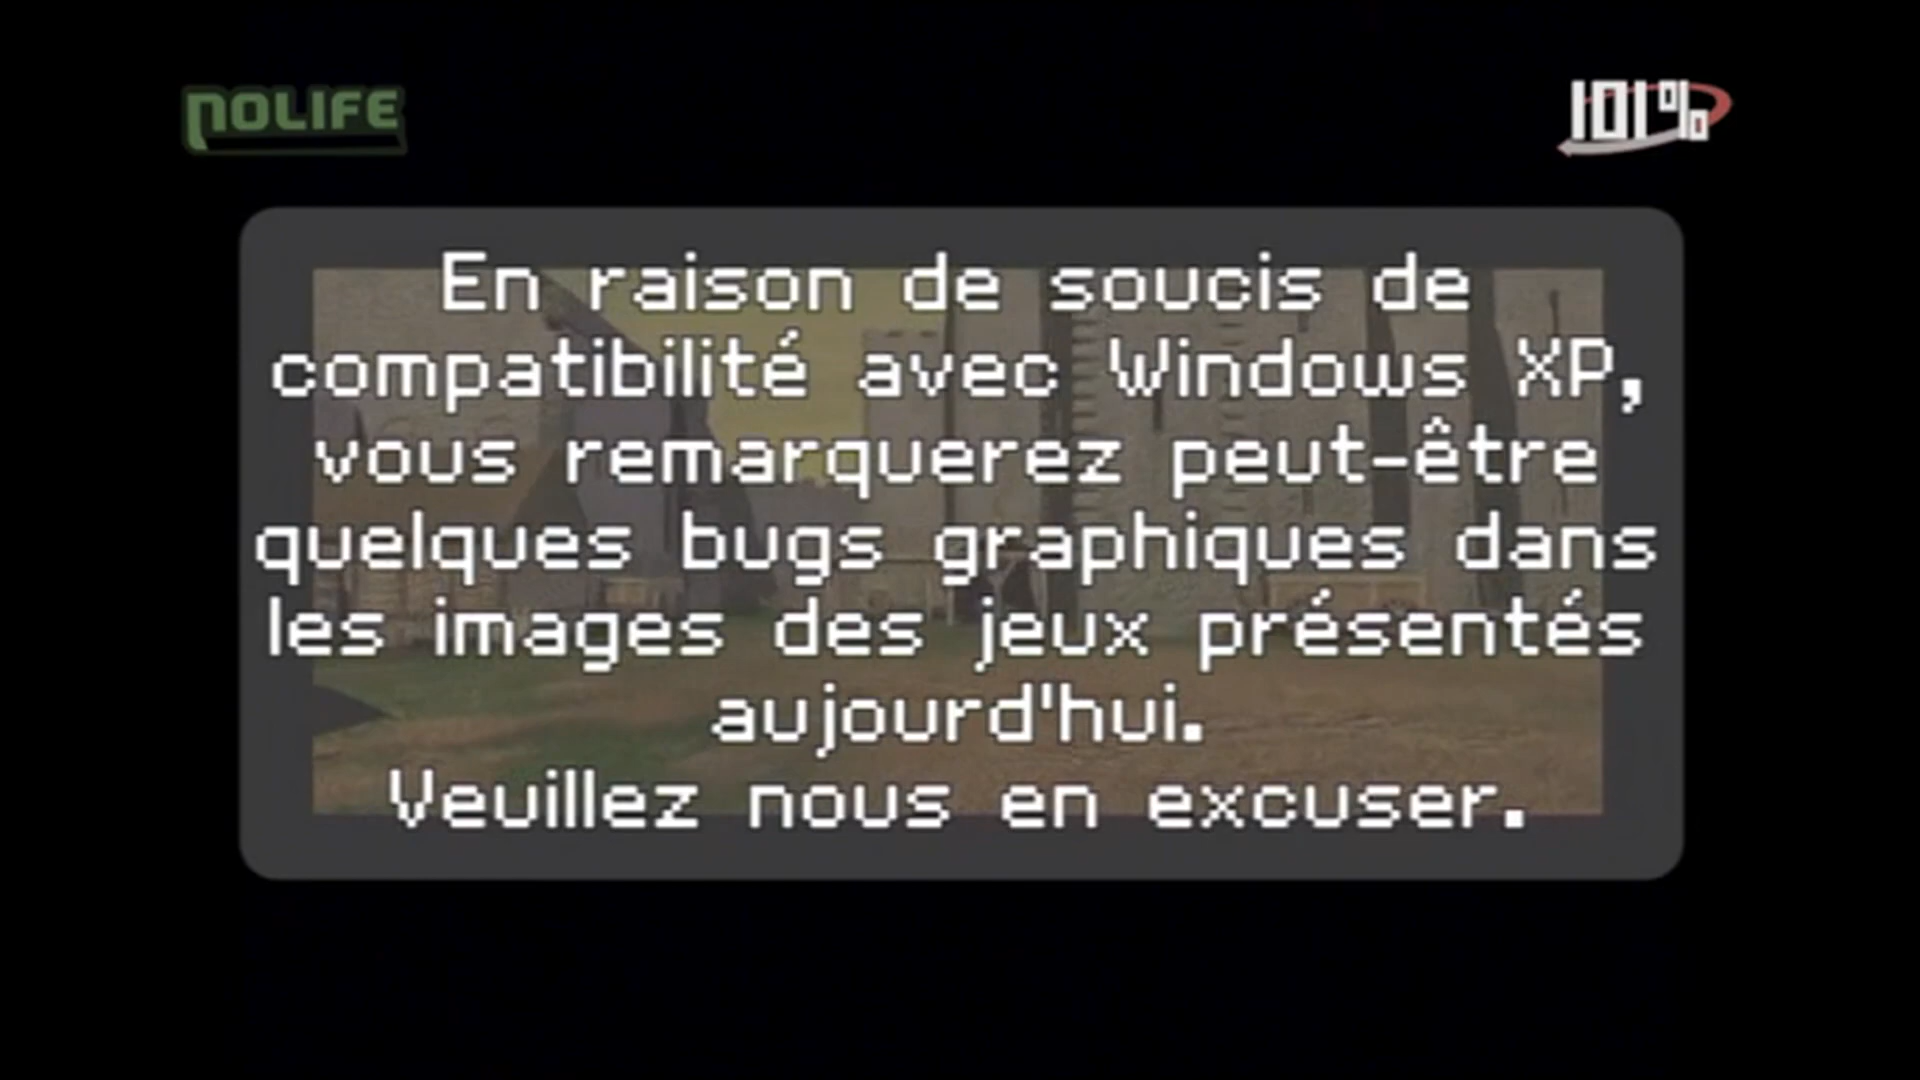 NOLIFE
101%
En raison de soucis de
compatibilité avec Windows XP,
vous remarquerez peut-être
quelques bugs graphiques dans
les images des jeux présentés
aujourd'hui.
Veuillez nous en excuser.